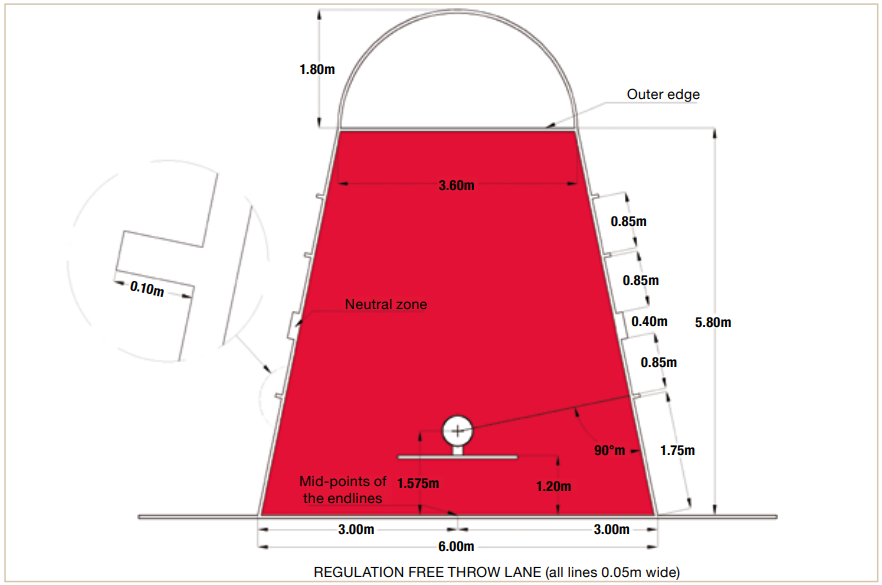 1.80m
Outer edge
3.60m
0.85m
0.85m
0.10m
Neutral zone
0.40m
5.80m
0.85m
90°m
1.75m
Mid-points of
the endlines
1.575m
1.20m
3.00m
3.00m
6.00m
REGULATION FREE THROW LANE (all lines 0.05m wide)